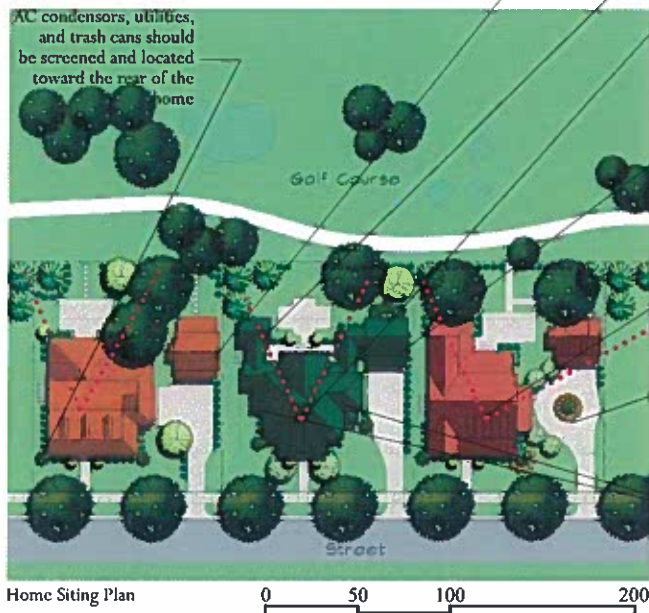 AC condensors, utilities,
and trash cans should
be screened and located
toward the rear of the
home
Golf Course
Street
Home Siting Plan
0 50 100 200